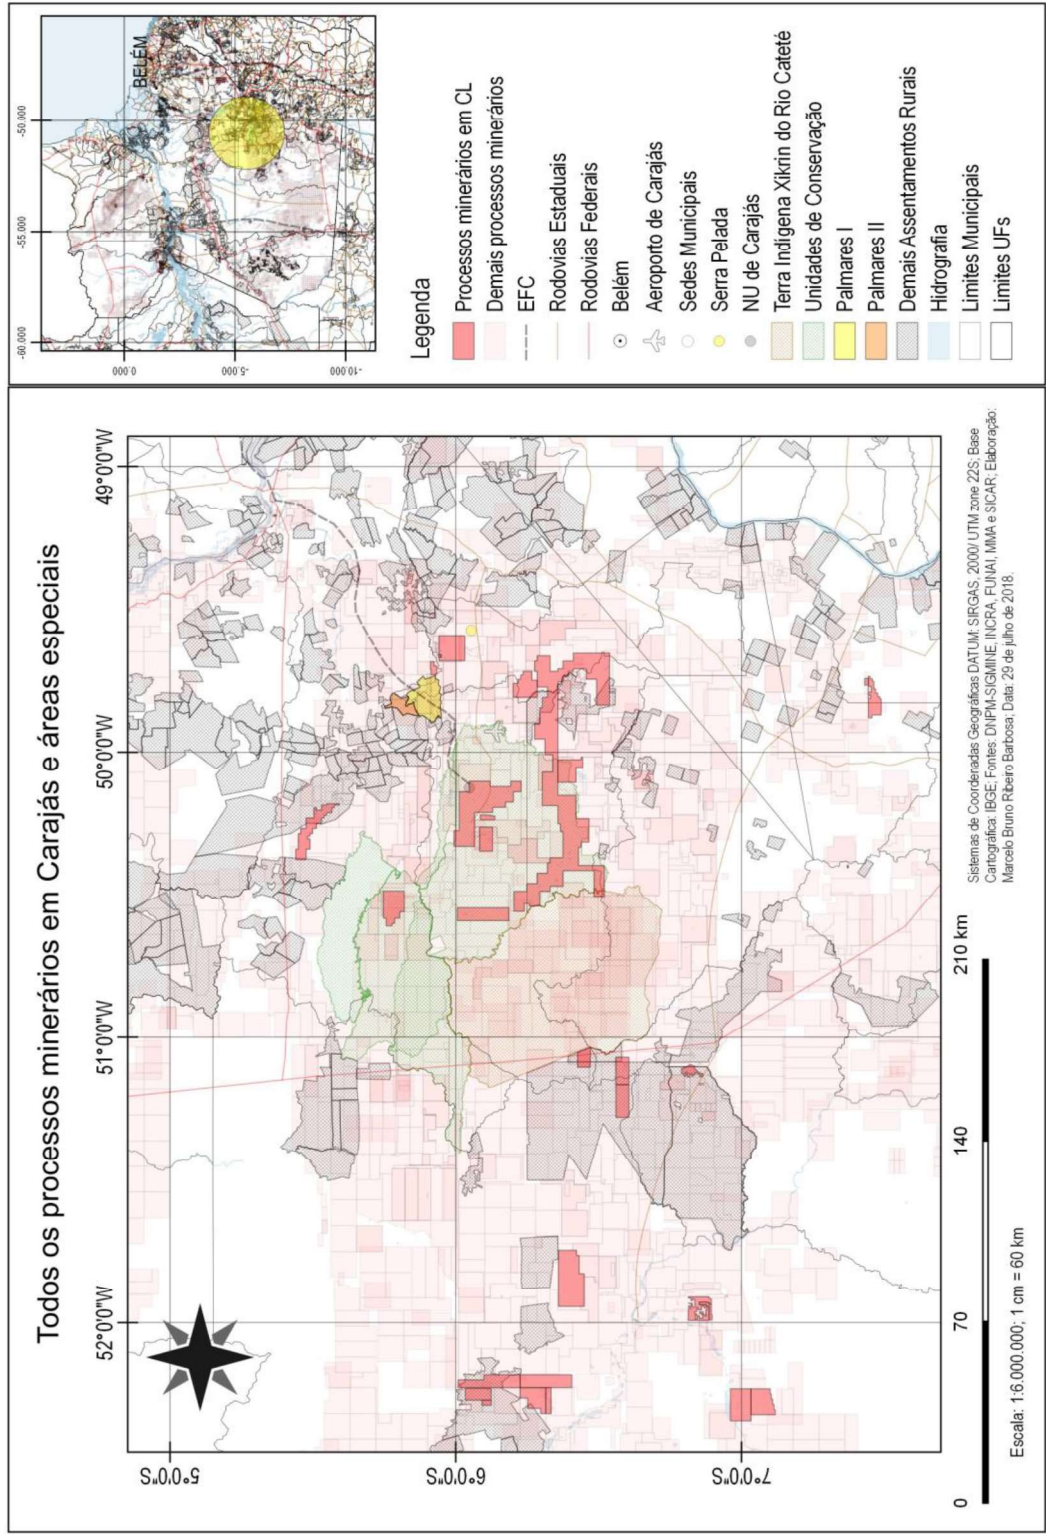 Todos os processos minerários em Carajás e áreas especiais
52°0'0"W
51°0'0"W
50°0'0"W
49°0'0"W
5°0'0"S
6°0'0"S
7°0'0"S
0
70
140
210 km
Escala: 1:6.000.000; 1 cm = 60 km
Sistemas de Coorderadas Geográficas DATUM: SIRGAS, 2000/ UTM zone 22S; Base
Cartográfica: IBGE; Fontes: DNPM-SIGMINE, INCRA, FUNAI, MMA e SICAR; Elaboração:
Marcelo Bruno Ribeiro Barbosa; Data: 29 de julho de 2018.
-60.000
-55.000
-50.000
0.000
-5.000
-10.000
BELÉM
Legenda
Processos minerários em CL
Demais processos minerários
EFC
Rodovias Estaduais
Rodovias Federais
Belém
Aeroporto de Carajás
Sedes Municipais
Serra Pelada
NU de Carajás
Terra Indígena Xikrin do Rio Cateté
Unidades de Conservação
Palmares I
Palmares II
Demais Assentamentos Rurais
Hidrografia
Limites Municipais
Limites UFs